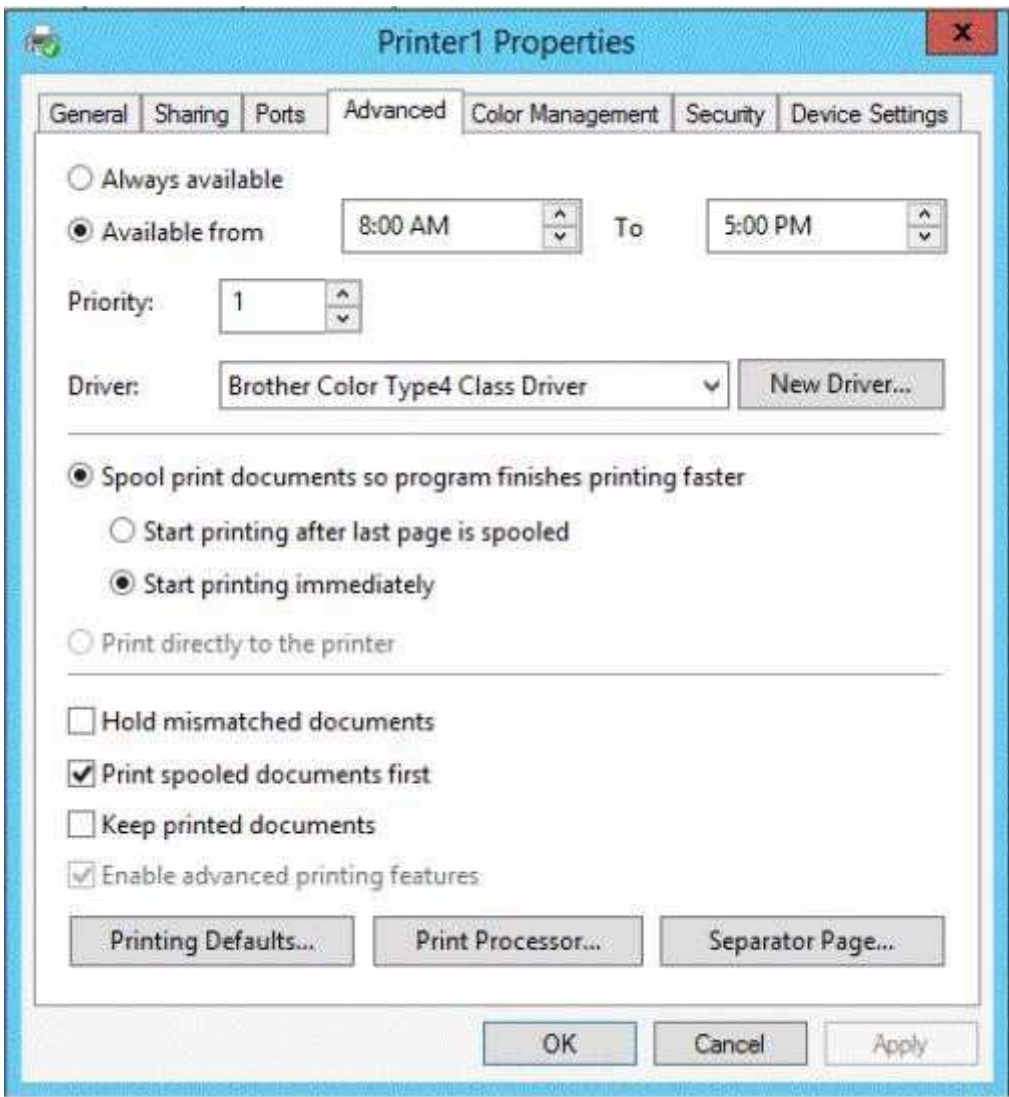 Printer1 Properties
x
General Sharing Ports Advanced Color Management Security Device Settings
Always available
Available from 8:00 AM To 5:00 PM
Priority: 1
Driver: Brother Color Type4 Class Driver New Driver...
Spool print documents so program finishes printing faster
Start printing after last page is spooled
Start printing immediately
Print directly to the printer
Hold mismatched documents
Print spooled documents first
Keep printed documents
Enable advanced printing features
Printing Defaults... Print Processor... Separator Page...
OK Cancel Apply